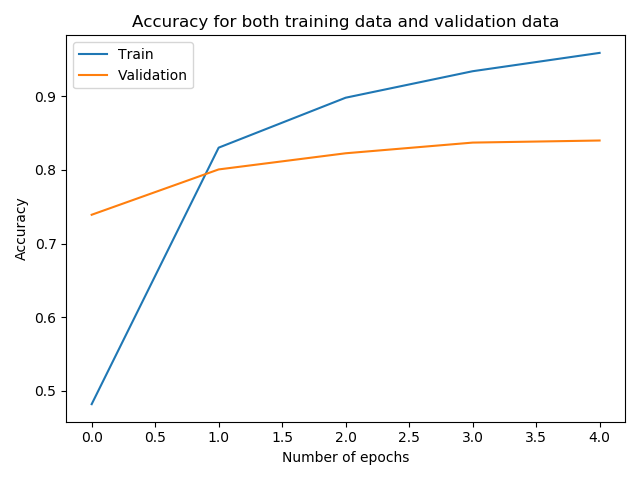 Accuracy for both training data and validation data
Train
Validation
Accuracy
0.9
0.8
0.7
0.6
0.5
0.0 0.5 1.0 1.5 2.0 2.5 3.0 3.5 4.0
Number of epochs